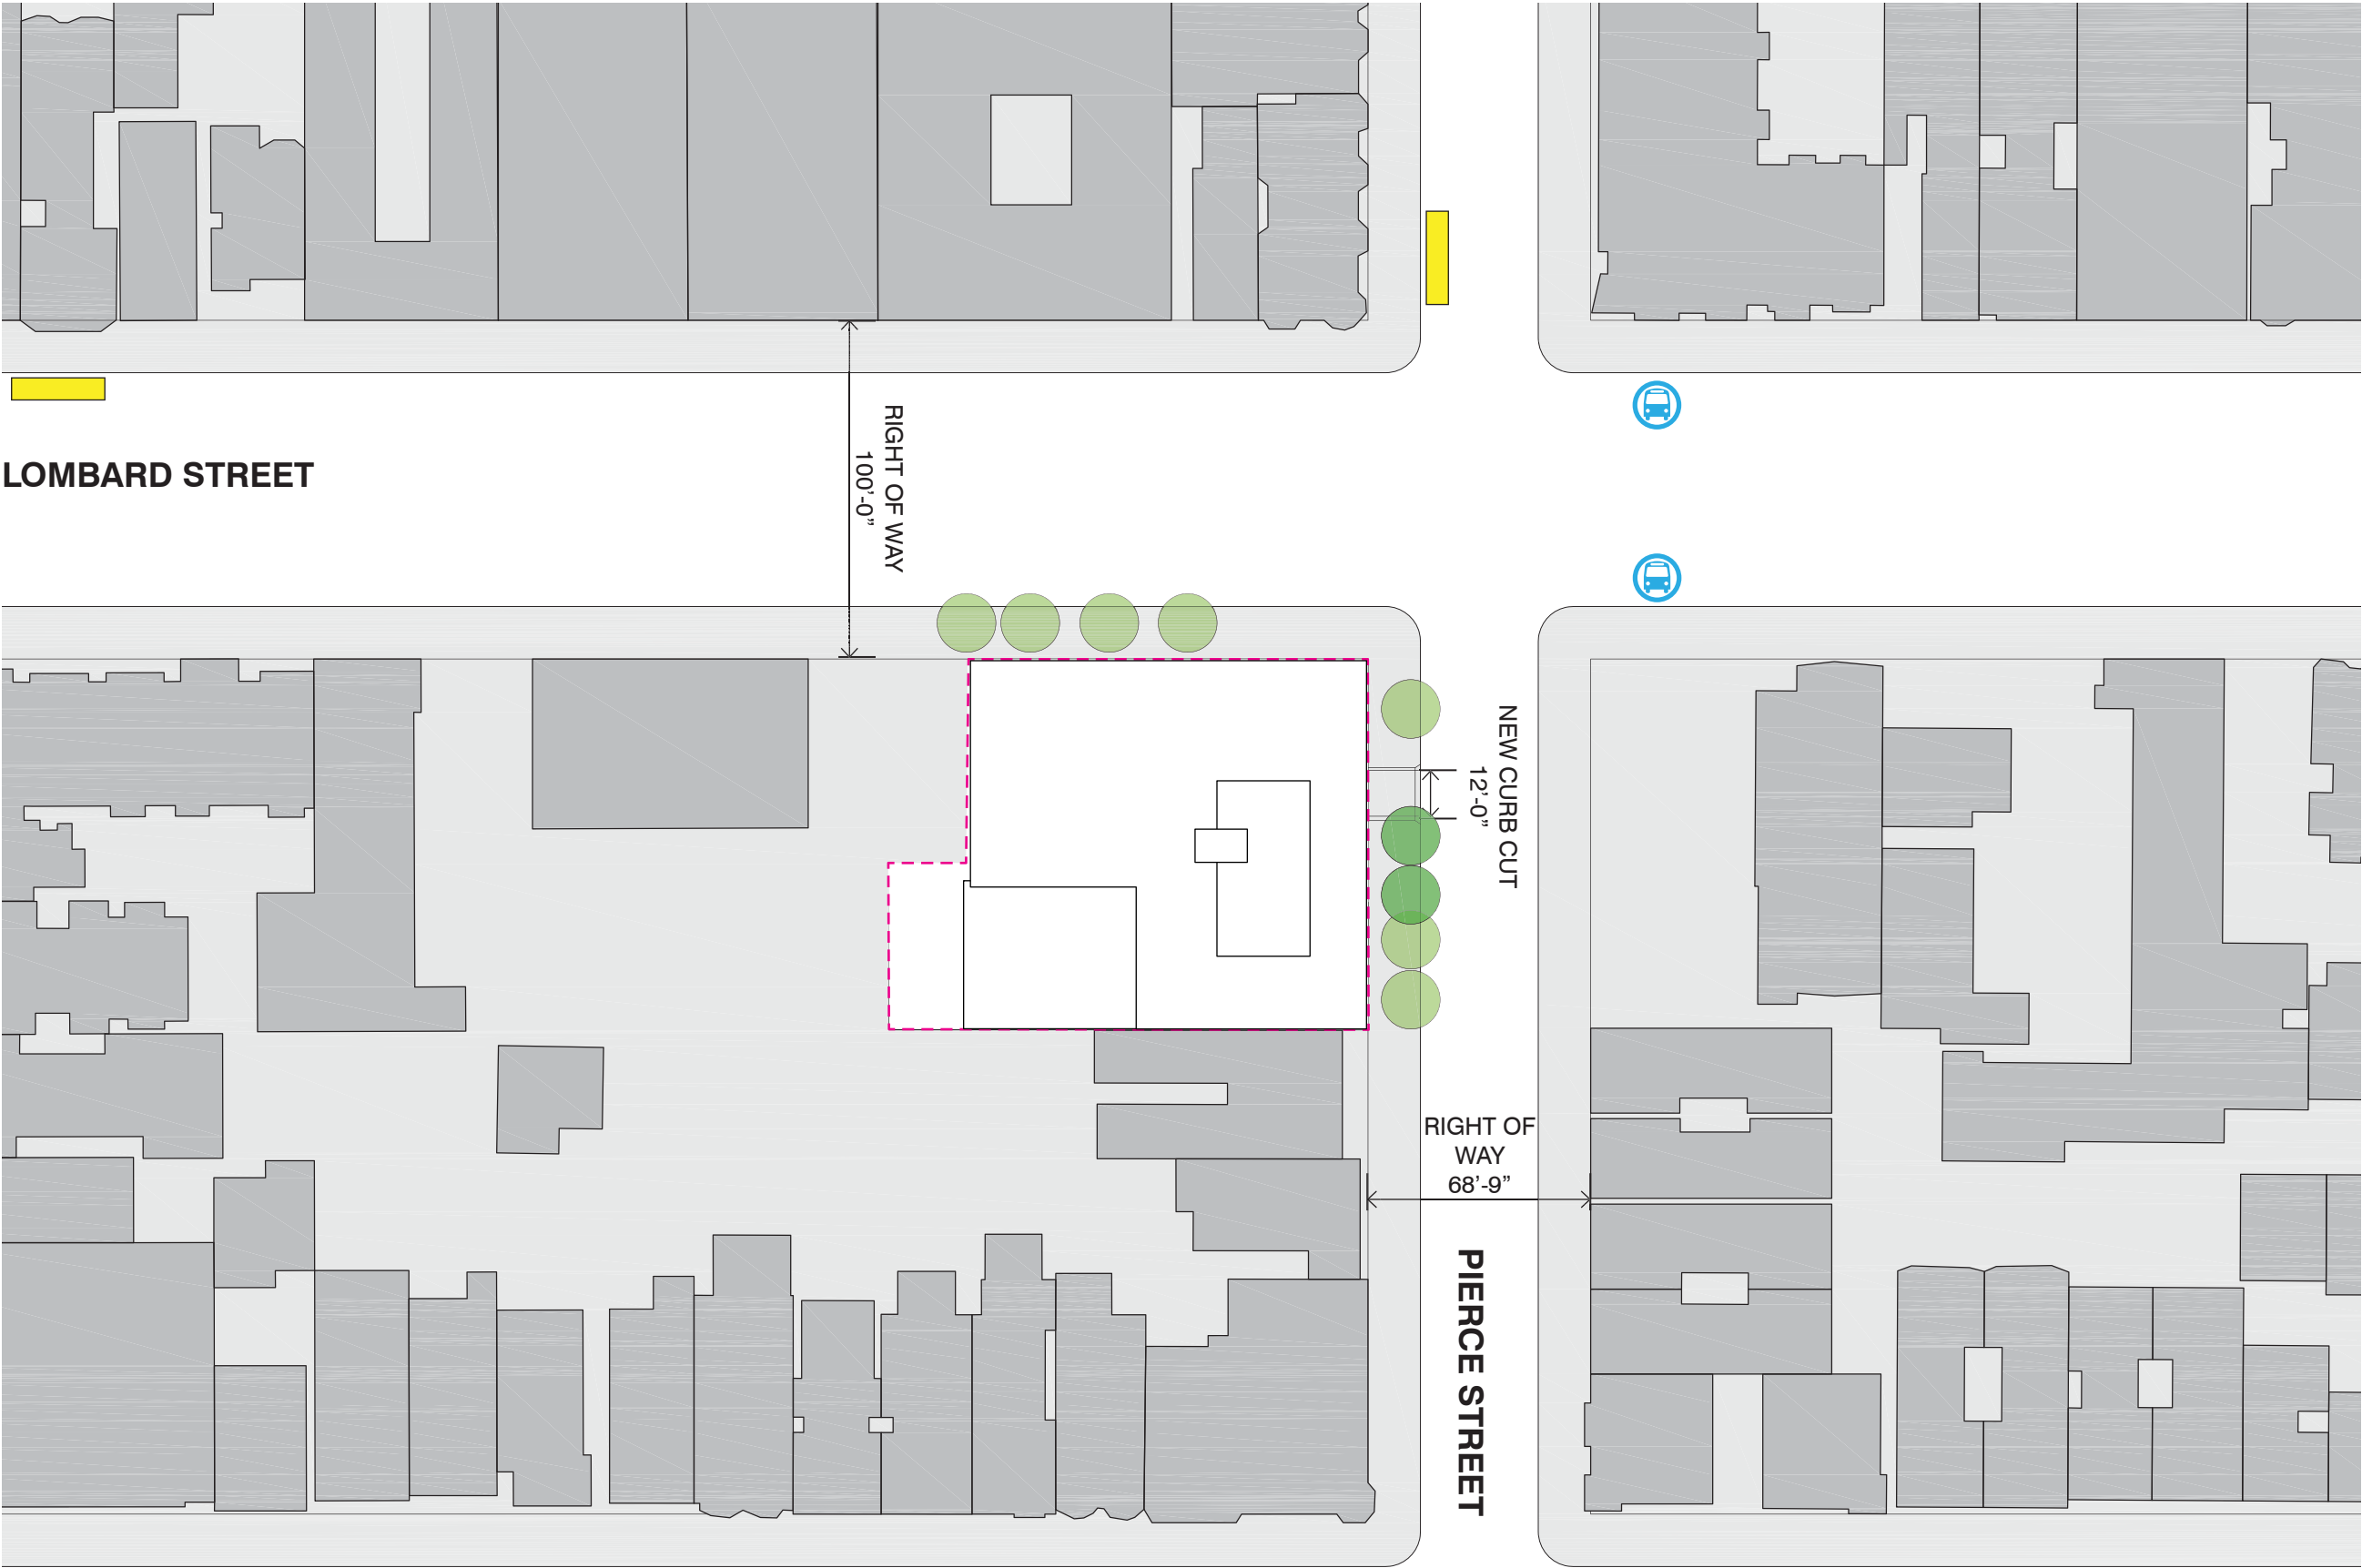 RIGHT OF WAY
100’-0”
LOMBARD STREET
NEW CURB CUT
12’-0”
RIGHT OF
WAY
68’-9”
PIERCE STREET